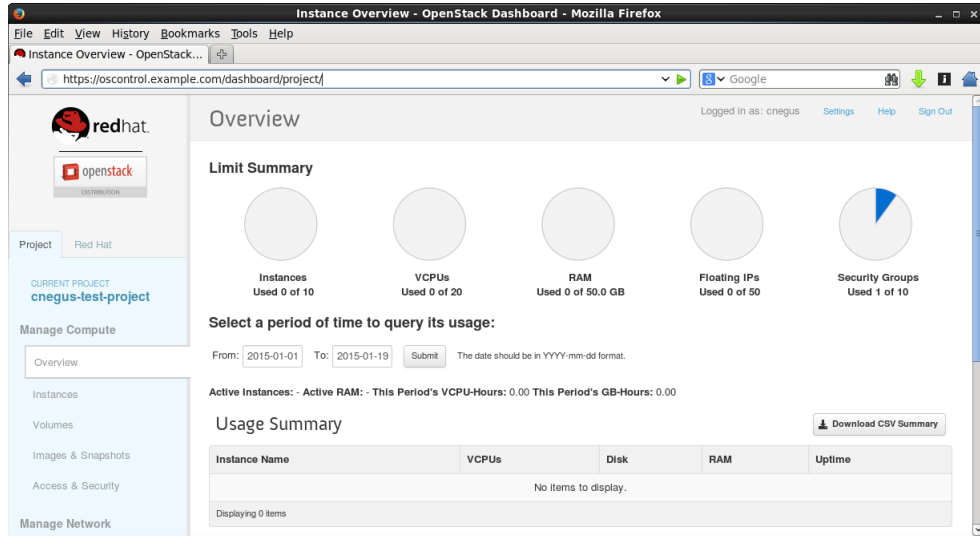 Instance Overview - OpenStack Dashboard - Mozilla Firefox
File Edit View History Bookmarks Tools Help
Instance Overview - OpenStack...
https://oscontrol.example.com/dashboard/project/
Google
redhat.
openstack
DISTRIBUTION
Overview
Logged in as: cnegus Settings Help Sign Out
Project Red Hat
CURRENT PROJECT
cnegus-test-project
Manage Compute
Overview
Instances
Volumes
Images & Snapshots
Access & Security
Manage Network
Limit Summary
Instances
Used 0 of 10
VCPUs
Used 0 of 20
RAM
Used 0 of 50.0 GB
Floating IPs
Used 0 of 50
Security Groups
Used 1 of 10
Select a period of time to query its usage:
From: 2015-01-01 To: 2015-01-19 Submit The date should be in YYYY-mm-dd format.
Active Instances: - Active RAM: - This Period's VCPU-Hours: 0.00 This Period's GB-Hours: 0.00
Usage Summary
Download CSV Summary
Instance Name VCPUs Disk RAM Uptime
No items to display.
Displaying 0 items